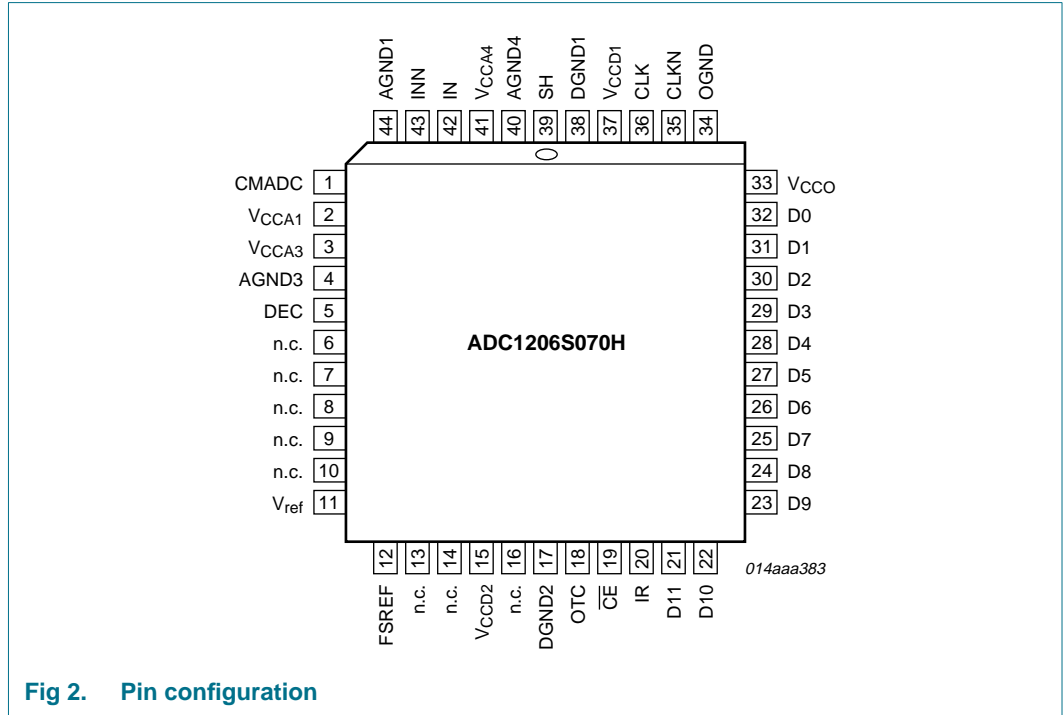 AGND1
INN
IN
VCCA4
AGND4
SH
DGND1
VCCD1
CLK
CLKN
OGND
44
43
42
41
40
39
38
37
36
35
34
CMADC 1
VCCA1 2
VCCA3 3
AGND3 4
DEC 5
n.c. 6
n.c. 7
n.c. 8
n.c. 9
n.c. 10
Vref 11
ADC1206S070H
33 VCCO
32 D0
31 D1
30 D2
29 D3
28 D4
27 D5
26 D6
25 D7
24 D8
23 D9
12
13
14
15
16
17
18
19
20
21
22
FSREF
n.c.
n.c.
VCCD2
n.c.
DGND2
OTC
C̅E̅
IR
D11
D10
014aaa383
Fig 2. Pin configuration